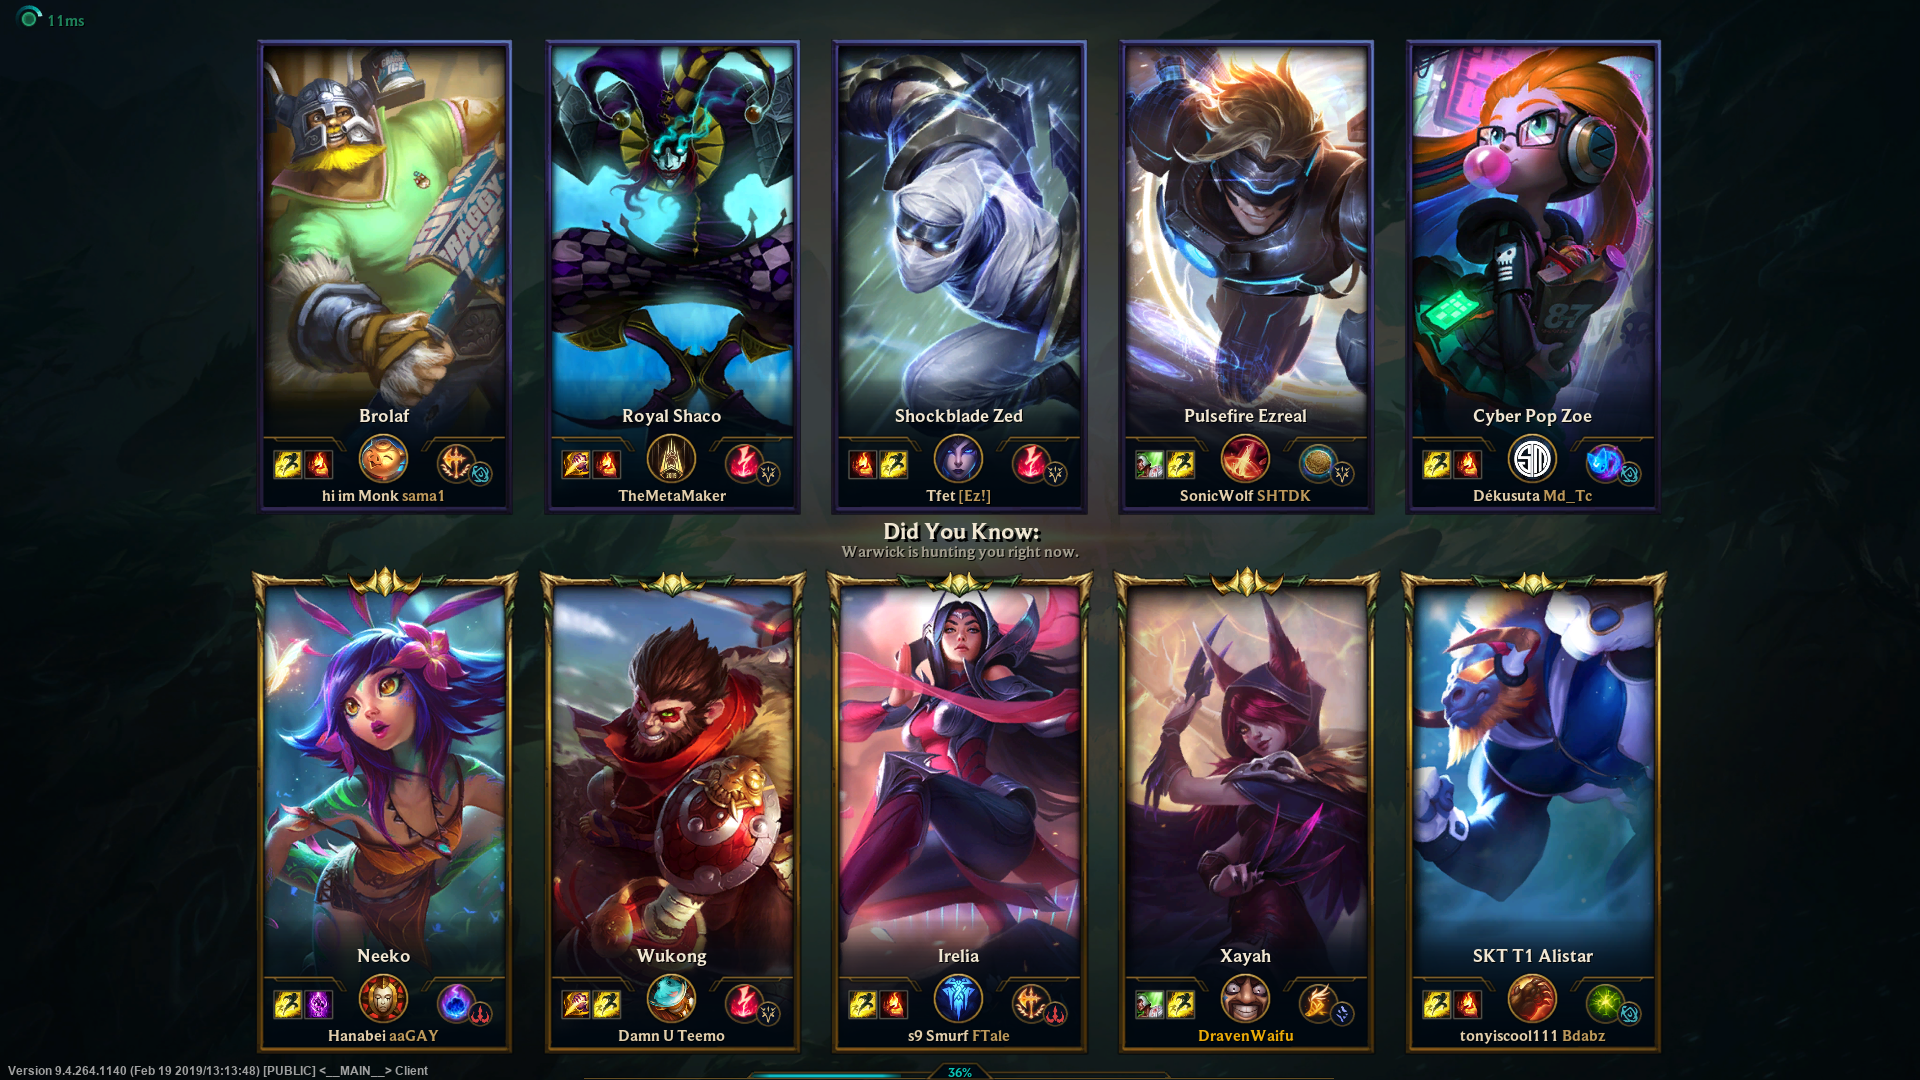 11ms
Brolaf
Royal Shaco
Shockblade Zed
Pulsefire Ezreal
Cyber Pop Zoe
hi im Monk sama1
TheMetaMaker
Tfet [Ez!]
SonicWolf SHTDK
Dékusuta Md_Tc
87
Did You Know:
Warwick is hunting you right now.
Neeko
Wukong
Irelia
Xayah
SKT T1 Alistar
Hanabei aaGAY
Damn U Teemo
s9 Smurf FTale
DravenWaifu
tonyiscool111 Bdabz
Version 9.4.264.1140 (Feb 19 2019/13:13:48) [PUBLIC] <__MAIN__> Client
36%